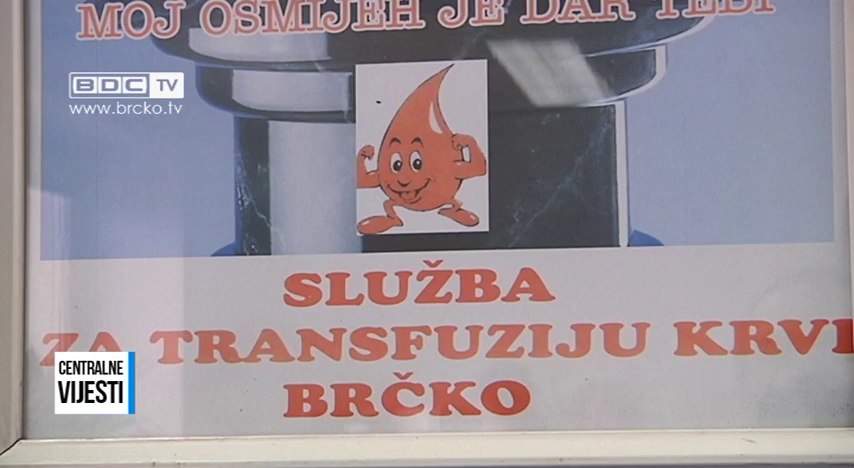 MOJ OSMIJEH JE DAR TEBI
BDC TV
www.brcko.tv
SLUŽBA
ZA TRANSFUZIJU KRVI
BRČKO
CENTRALNE
VIJESTI